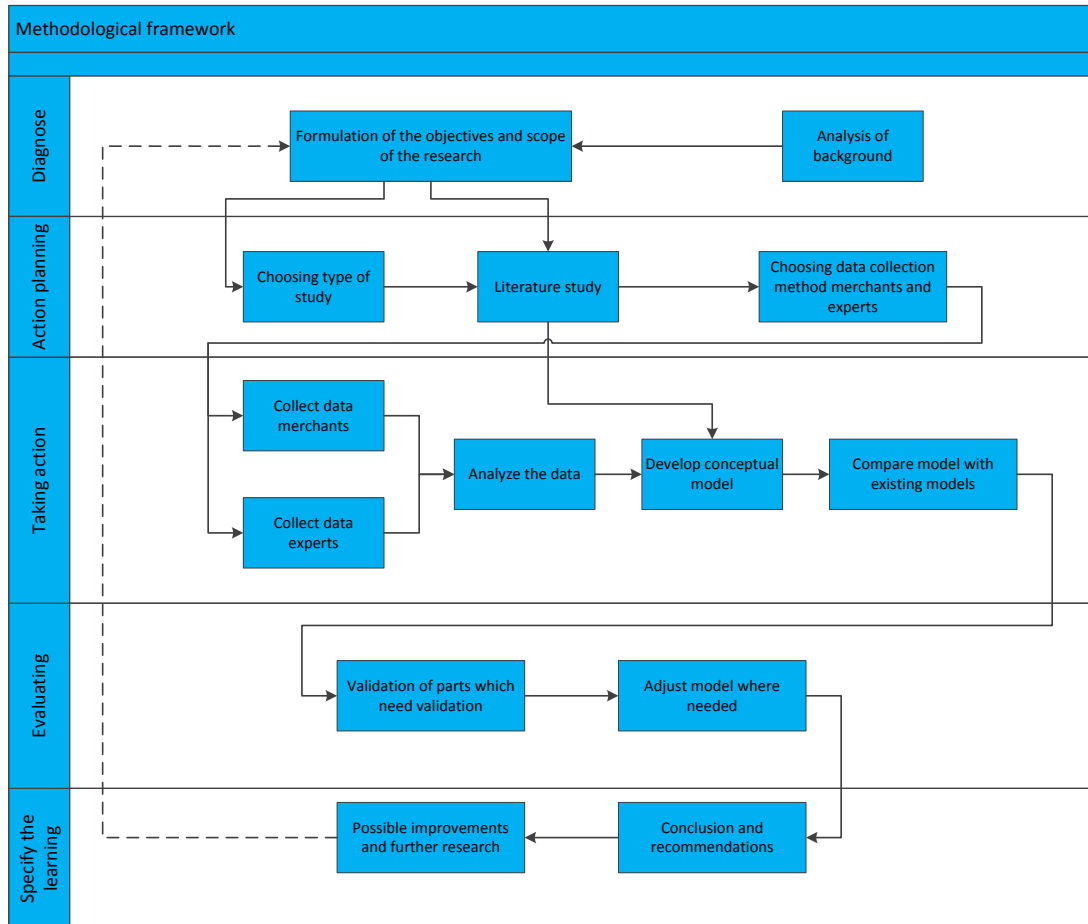 Methodological framework
Diagnose
Formulation of the objectives and scope
of the research
Analysis of
background
Action planning
Choosing type of
study
Literature study
Choosing data collection
method merchants and
experts
Taking action
Collect data
merchants
Collect data
experts
Analyze the data
Develop conceptual
model
Compare model with
existing models
Evaluating
Validation of parts which
need validation
Adjust model where
needed
Specify the
learning
Possible improvements
and further research
Conclusion and
recommendations